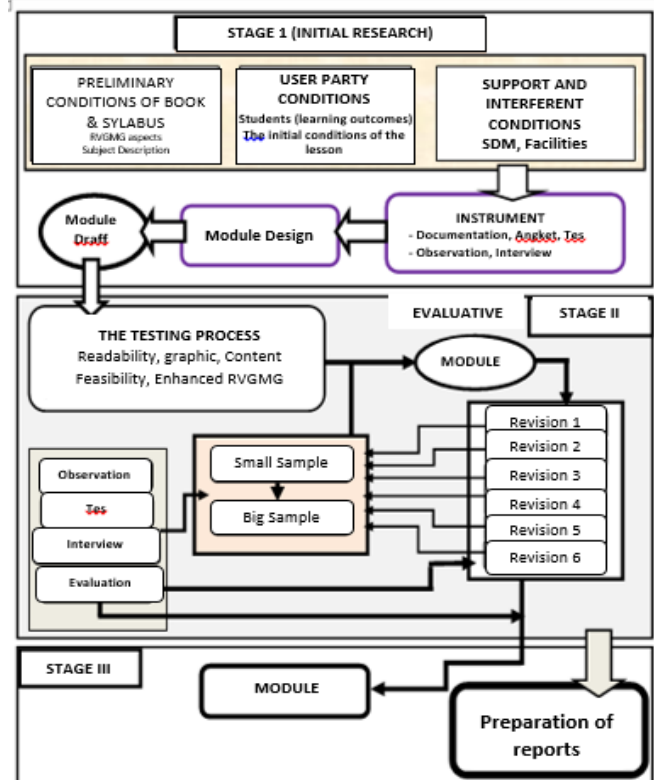 STAGE 1 (INITIAL RESEARCH)
PRELIMINARY
CONDITIONS OF BOOK
& SYLABUS
RVGMG aspects
Subject Description
USER PARTY
CONDITIONS
Students (learning outcomes)
The initial conditions of the
lesson
SUPPORT AND
INTERFERENT
CONDITIONS
SDM, Facilities
Module
Draff
Module Design
INSTRUMENT
- Documentation, Angket, Tes
- Observation, Interview
EVALUATIVE
STAGE II
THE TESTING PROCESS
Readability, graphic, Content
Feasibility, Enhanced RVGMG
MODULE
Revision 1
Revision 2
Revision 3
Revision 4
Revision 5
Revision 6
Small Sample
Big Sample
Observation
Tes
Interview
Evaluation
STAGE III
MODULE
Preparation of
reports